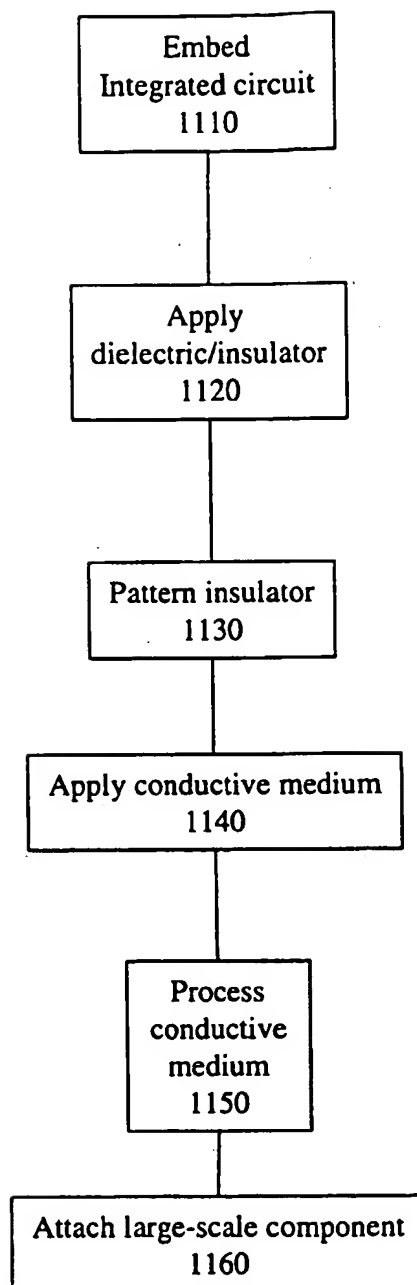 Embed
Integrated circuit
1110
Apply
dielectric/insulator
1120
Pattern insulator
1130
Apply conductive medium
1140
Process
conductive
medium
1150
Attach large-scale component
1160